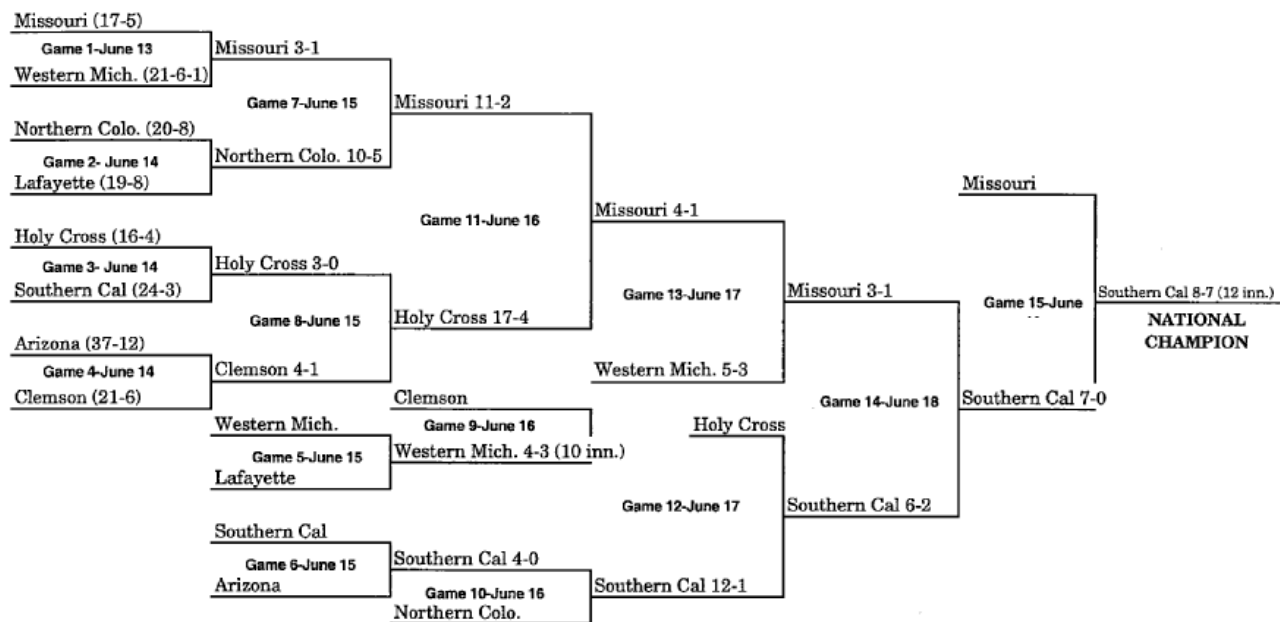 Missouri (17-5)
Game 1-June 13
Western Mich. (21-6-1)
Missouri 3-1
Game 7-June 15
Northern Colo. (20-8)
Game 2- June 14
Lafayette (19-8)
Northern Colo. 10-5
Missouri 11-2
Game 11-June 16
Holy Cross (16-4)
Game 3- June 14
Southern Cal (24-3)
Holy Cross 3-0
Game 8-June 15
Arizona (37-12)
Game 4-June 14
Clemson (21-6)
Clemson 4-1
Holy Cross 17-4
Missouri 4-1
Game 13-June 17
Western Mich. 5-3
Western Mich.
Game 5-June 15
Lafayette
Clemson
Game 9-June 16
Western Mich. 4-3 (10 inn.)
Southern Cal
Game 6-June 15
Arizona
Southern Cal 4-0
Game 10-June 16
Northern Colo.
Holy Cross
Game 12-June 17
Southern Cal 12-1
Missouri 3-1
Game 14-June 18
Southern Cal 6-2
Missouri
Game 15-June
Southern Cal 7-0
Southern Cal 8-7 (12 inn.)
NATIONAL
CHAMPION